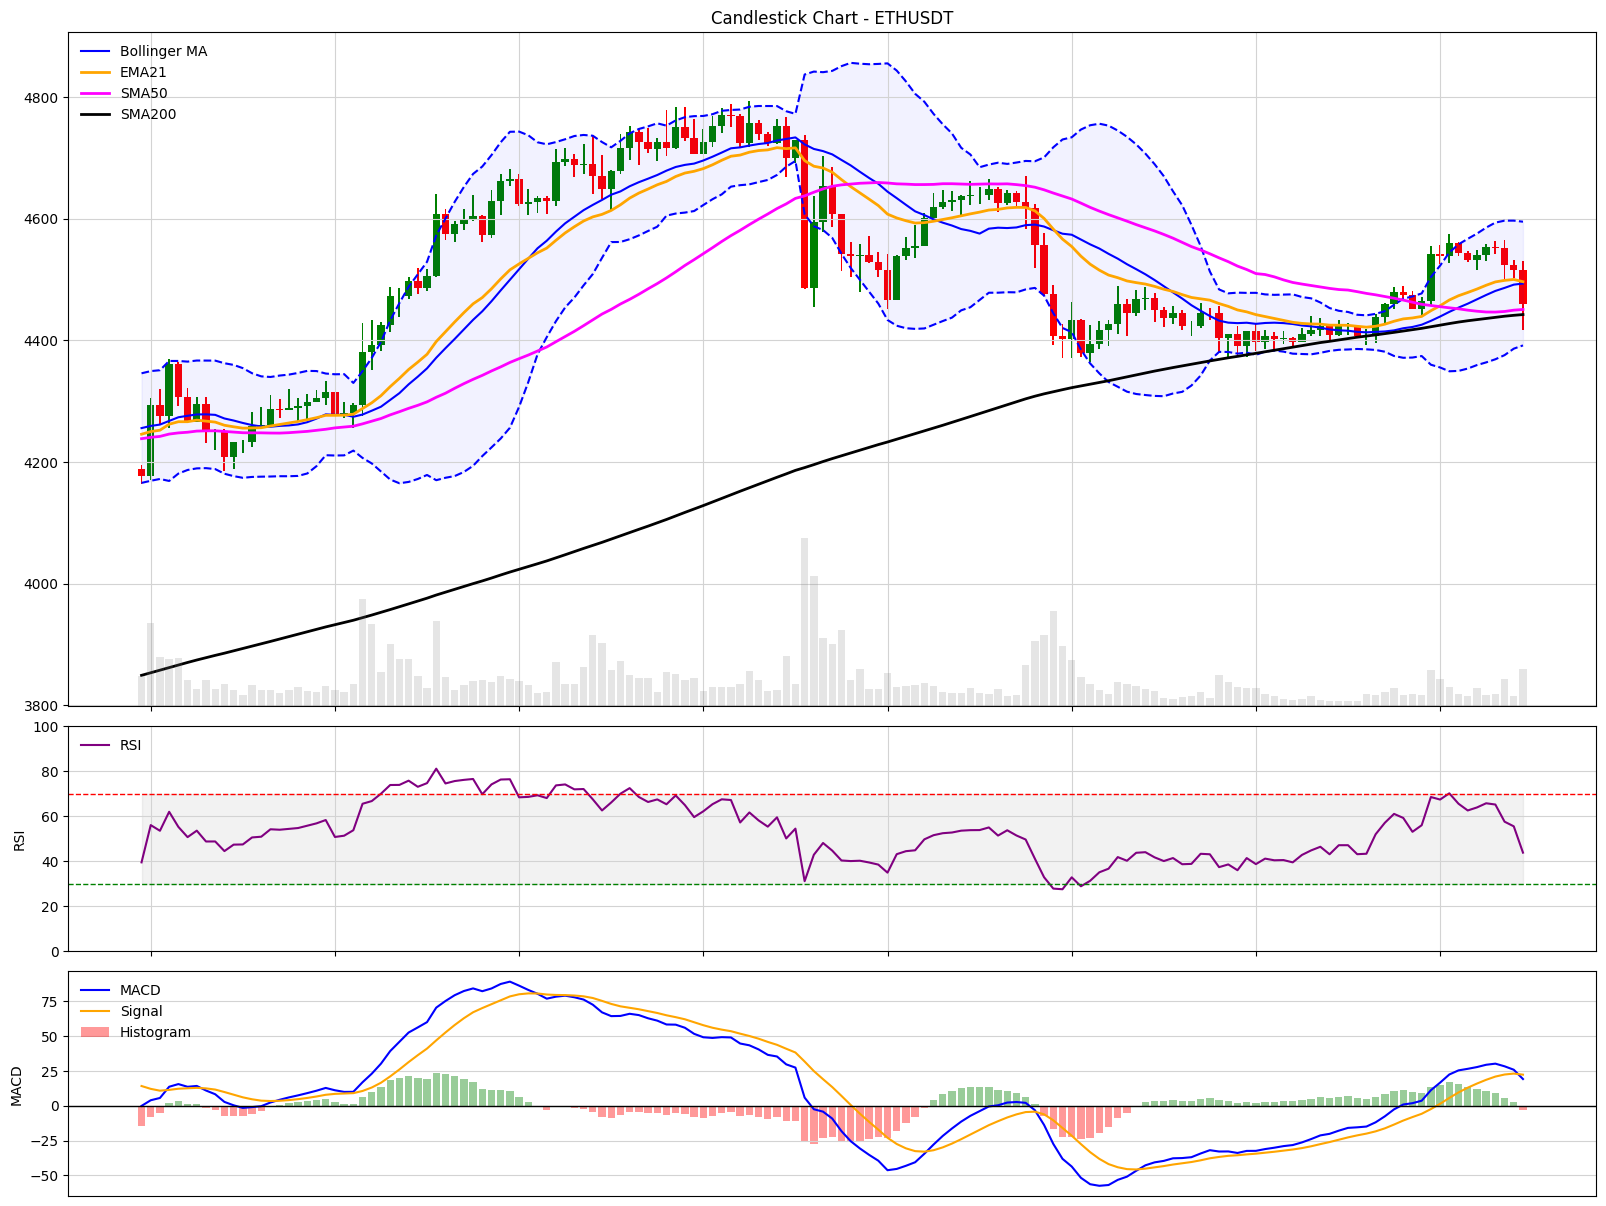 Candlestick Chart - ETHUSDT
Bollinger MA
EMA21
SMA50
SMA200
4800
4600
4400
4200
4000
3800
RSI
100
80
60
40
20
0
RSI
MACD
Signal
Histogram
75
50
25
0
−25
−50
MACD